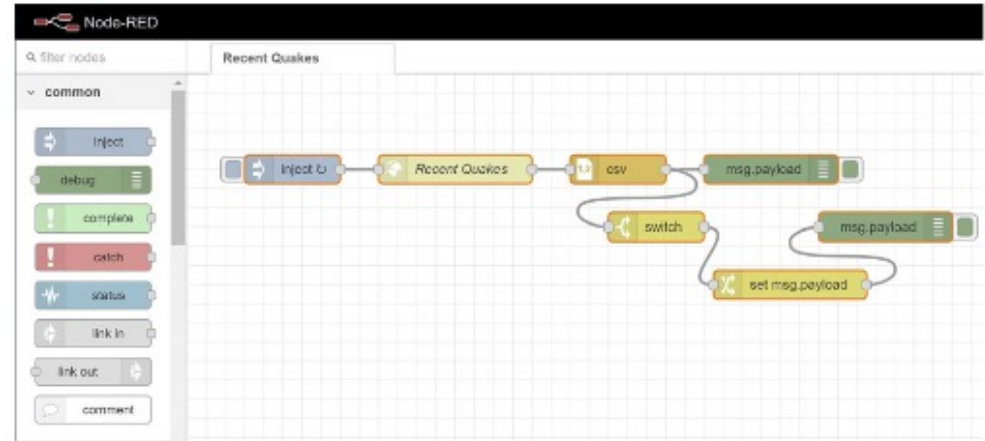 Node-RED
filter nodes
Recent Quakes
common
inject
inject ↻
Recent Quakes
csv
msg.payload
debug
complete
switch
msg.payload
catch
set msg.payload
status
link in
link out
comment